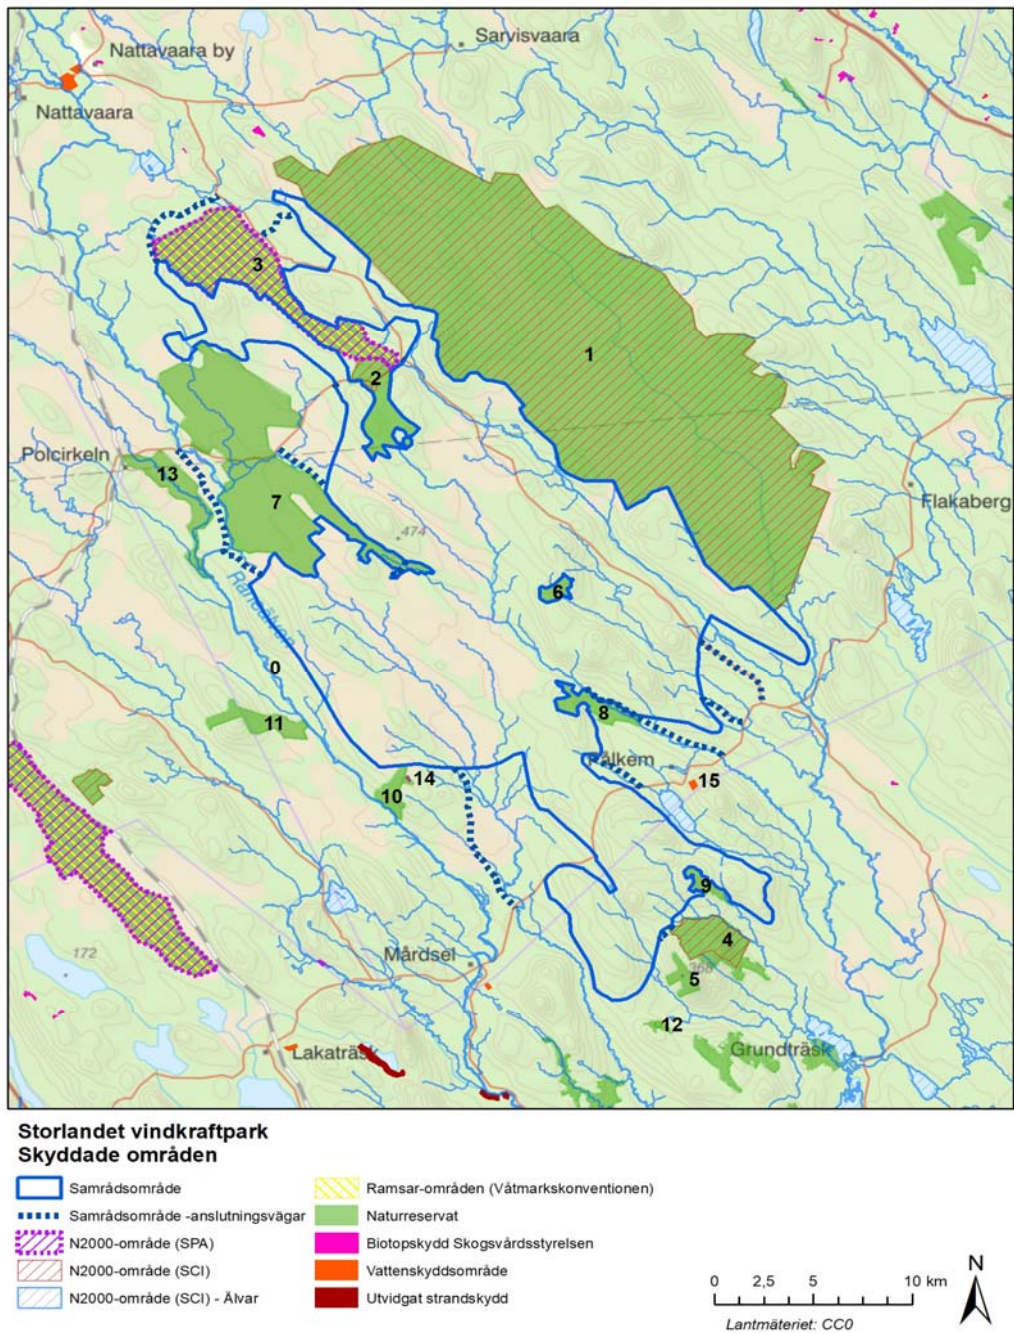 Sarvisvaara
Nattavaara by
Nattavaara
3
1
2
Polcirkeln
13
7
Flakaberg
474
6
Råneälven
0
8
11
Pålkem
14
15
10
9
4
172
Mårdsel
5
12
Grundträsk
Lakaträsk
Storlandet vindkraftpark
Skyddade områden
Samrådsområde
Samrådsområde -anslutningsvägar
N2000-område (SPA)
N2000-område (SCI)
N2000-område (SCI) - Älvar
Ramsar-områden (Våtmarkskonventionen)
Naturreservat
Biotopskydd Skogsvårdsstyrelsen
Vattenskyddsområde
Utvidgat strandskydd
N
0 2,5 5 10 km
Lantmäteriet: CC0